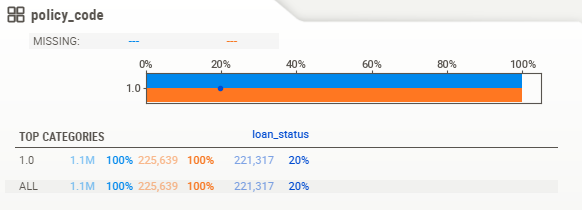 policy_code
MISSING: --- ---
0% 20% 40% 60% 80% 100%
1.0
TOP CATEGORIES loan_status
1.0 1.1M 100% 225,639 100% 221,317 20%
ALL 1.1M 100% 225,639 100% 221,317 20%